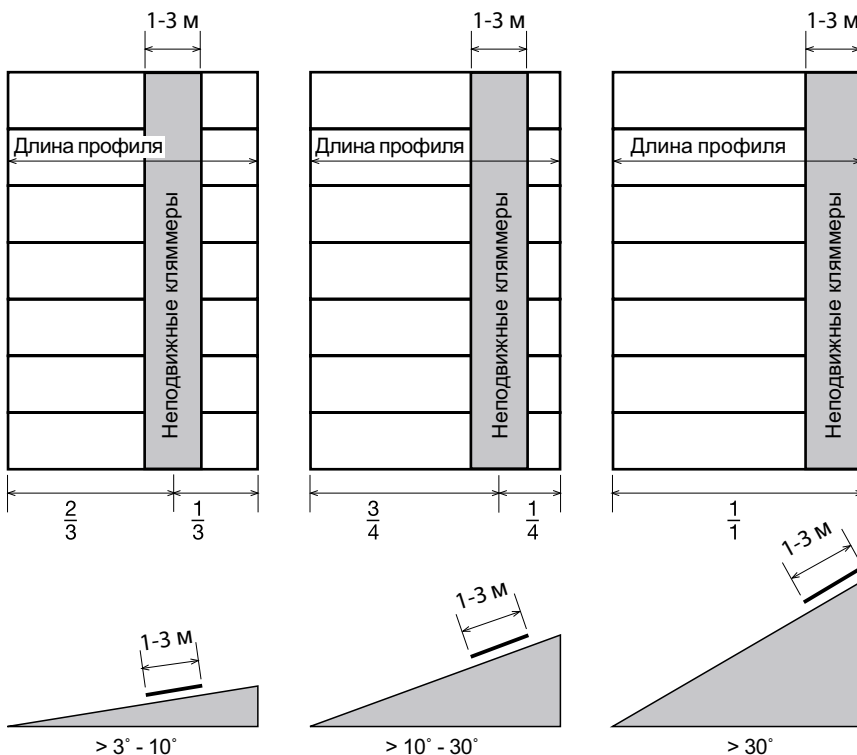 1-3 м
1-3 м
1-3 м
Длина профиля
Длина профиля
Длина профиля
Неподвижные кляммеры
Неподвижные кляммеры
Неподвижные кляммеры
2/3
1/3
3/4
1/4
1/1
1-3 м
1-3 м
1-3 м
> 3˚ - 10˚
> 10˚ - 30˚
> 30˚